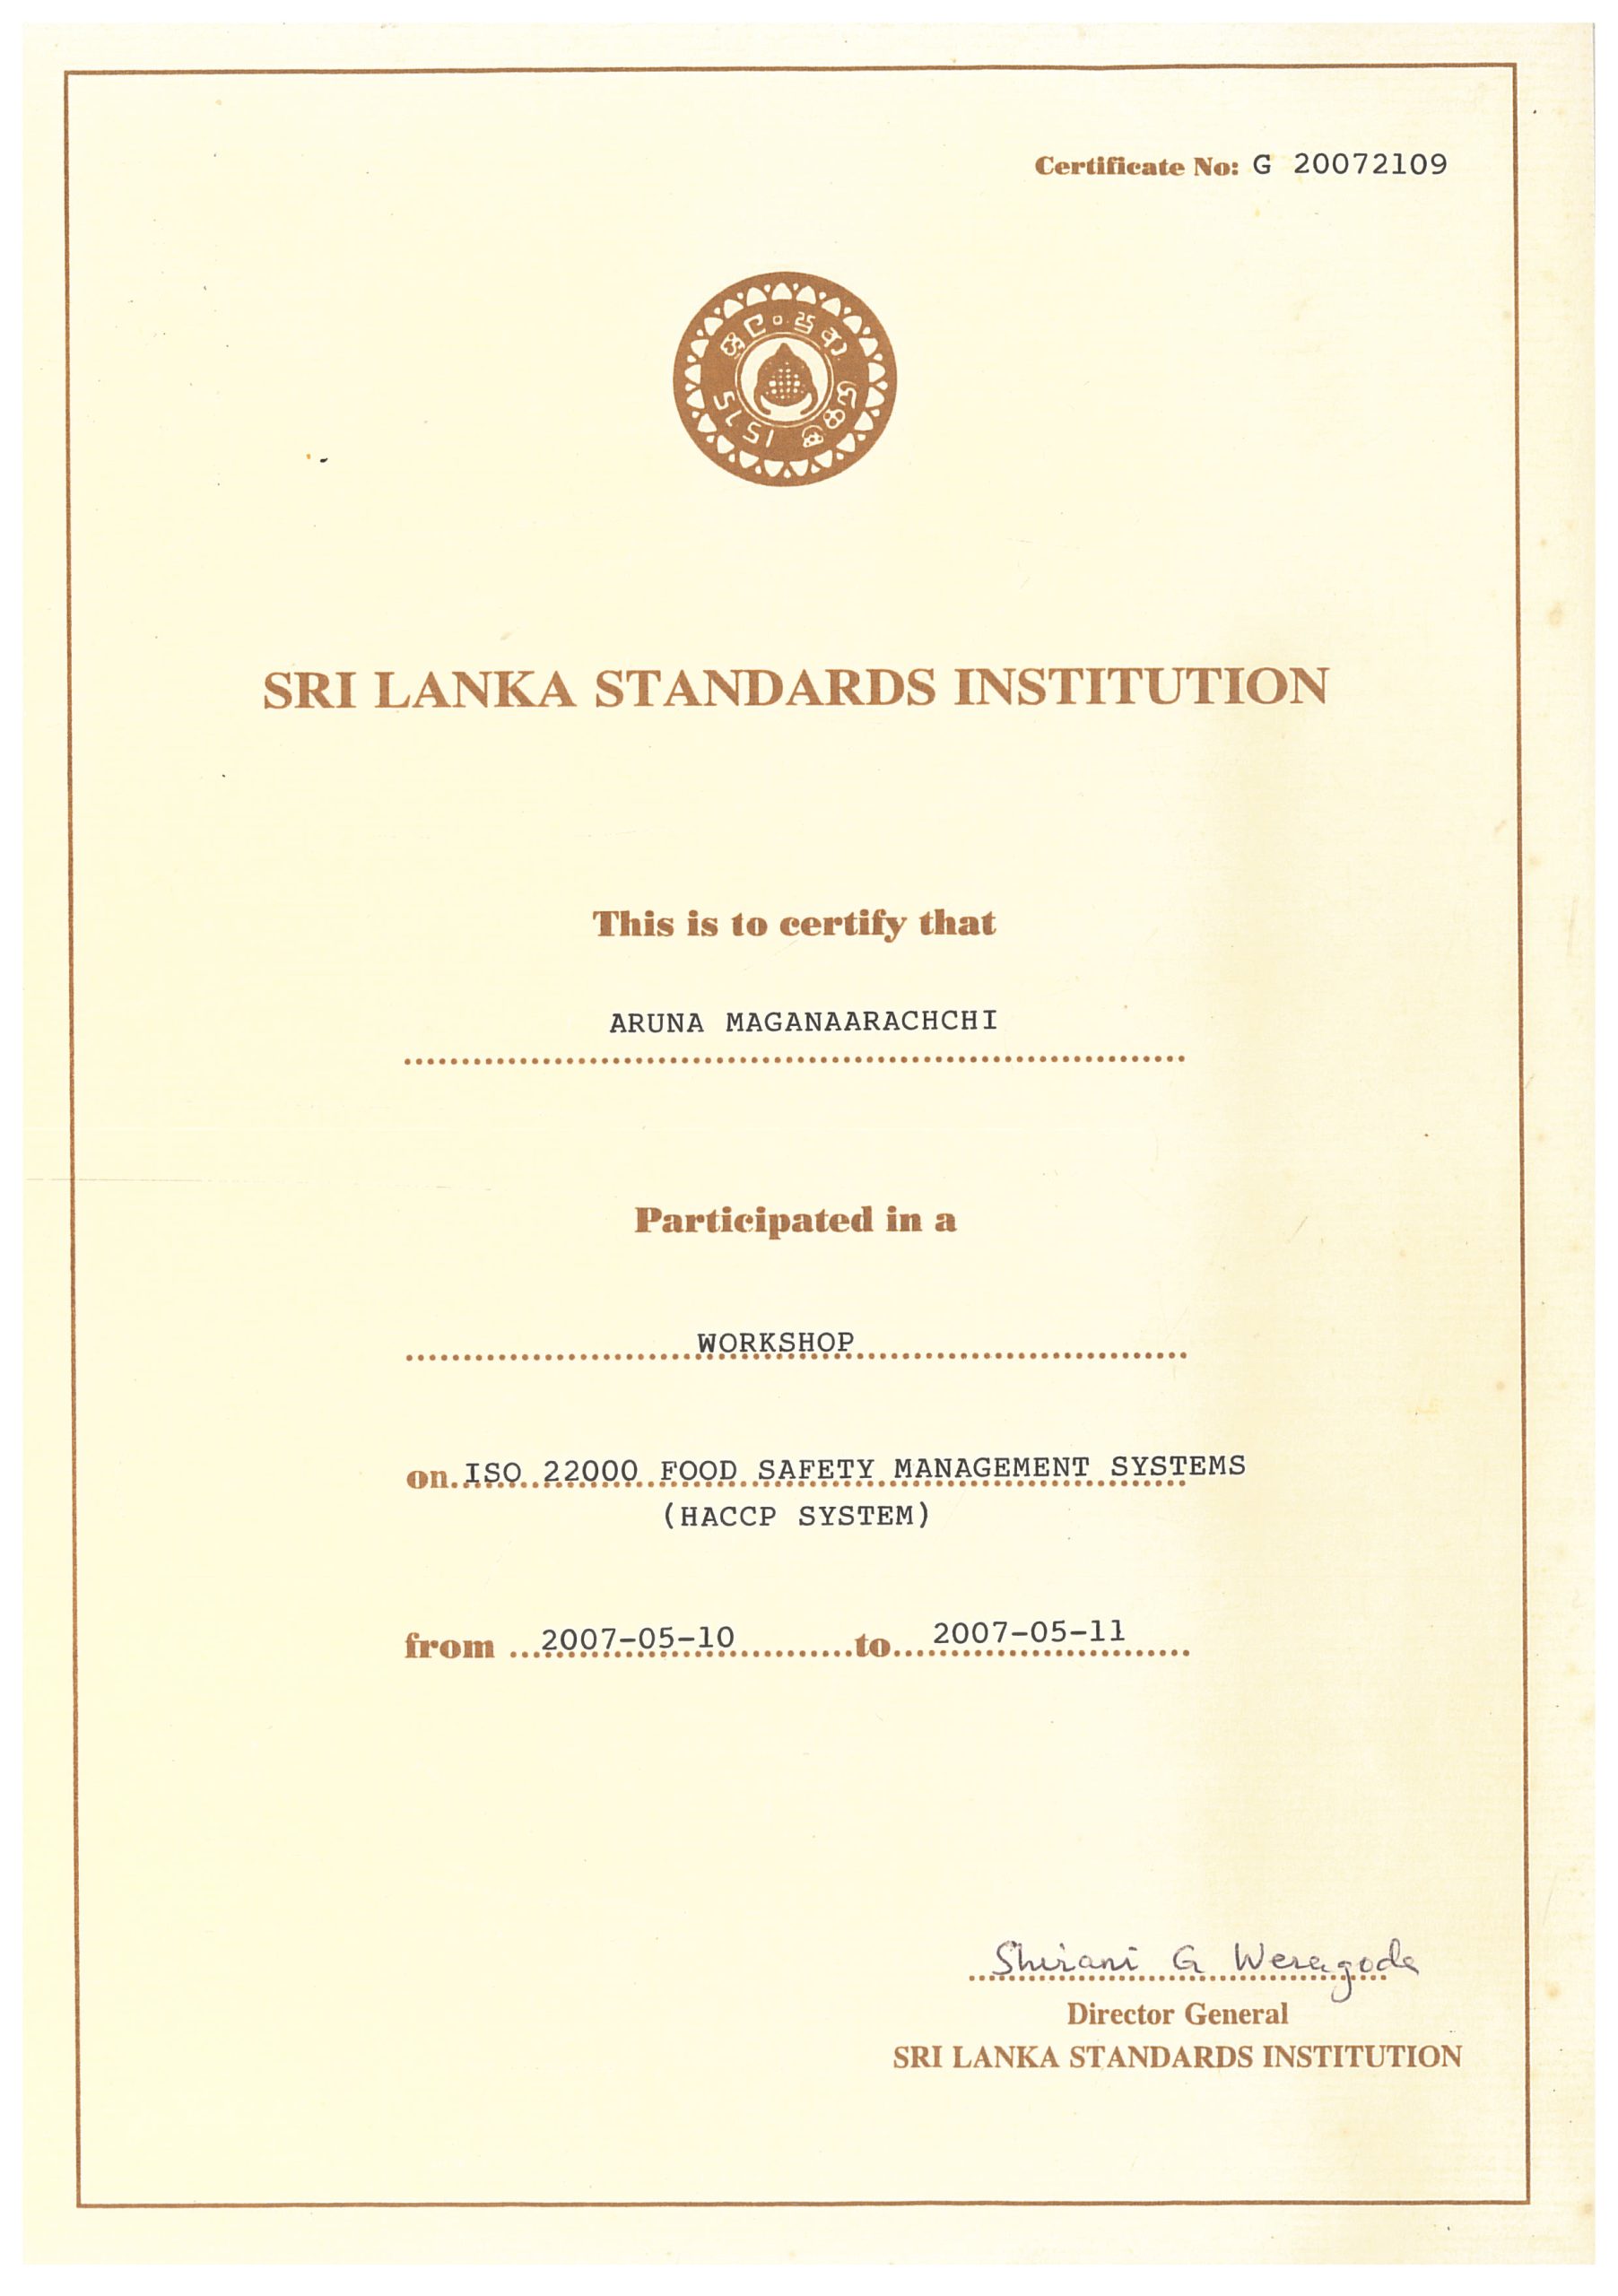 Certificate No: G 20072109
SRI LANKA STANDARDS INSTITUTION
This is to certify that
ARUNA MAGANAARACHCHI
Participated in a
WORKSHOP
on ISO 22000 FOOD SAFETY MANAGEMENT SYSTEMS
(HACCP SYSTEM)
from 2007-05-10 to 2007-05-11
Shirani G Weragoda
Director General
SRI LANKA STANDARDS INSTITUTION